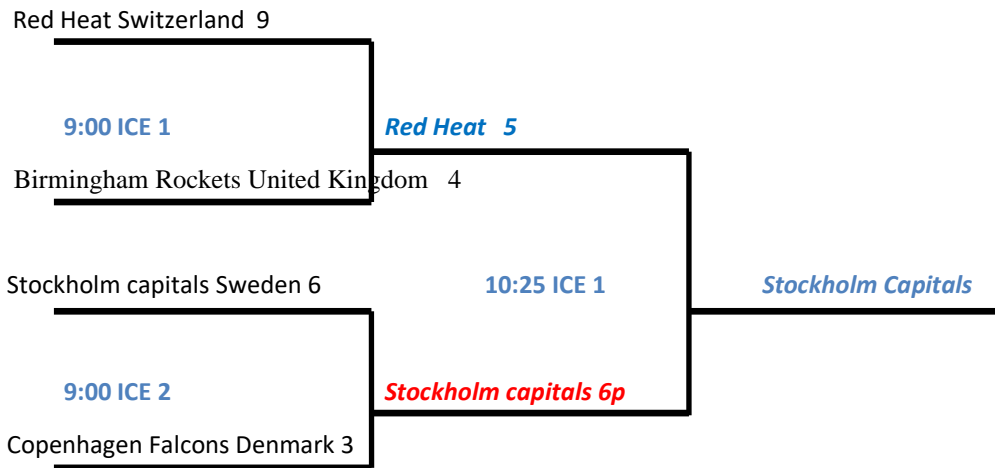 Red Heat Switzerland 9
9:00 ICE 1
Red Heat 5
Birmingham Rockets United Kingdom 4
Stockholm capitals Sweden 6
10:25 ICE 1
Stockholm Capitals
9:00 ICE 2
Stockholm capitals 6p
Copenhagen Falcons Denmark 3